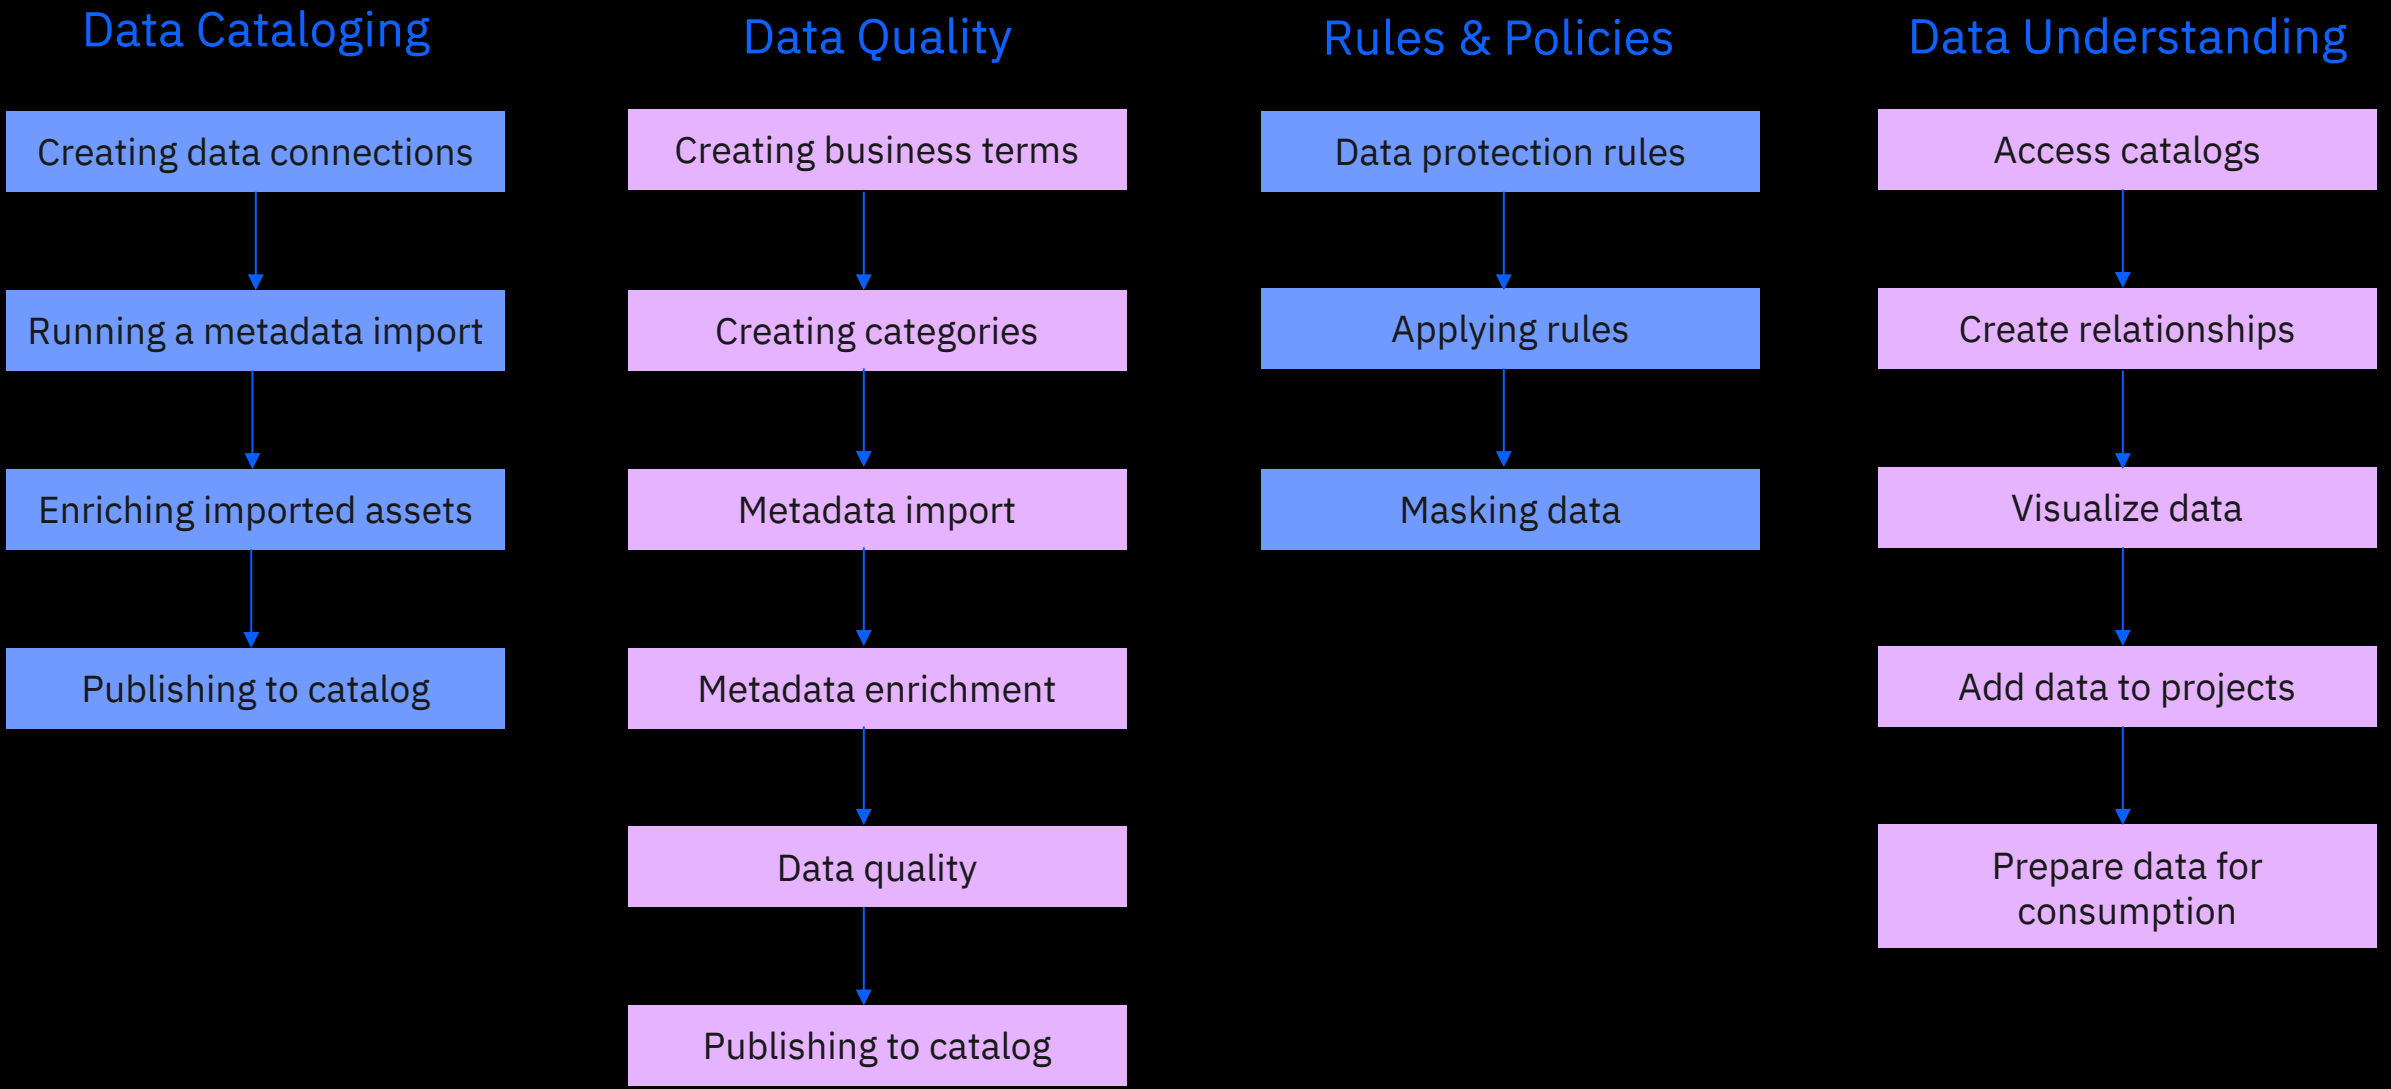 Data Cataloging
Creating data connections
Running a metadata import
Enriching imported assets
Publishing to catalog
Data Quality
Creating business terms
Creating categories
Metadata import
Metadata enrichment
Data quality
Publishing to catalog
Rules & Policies
Data protection rules
Applying rules
Masking data
Data Understanding
Access catalogs
Create relationships
Visualize data
Add data to projects
Prepare data for
consumption